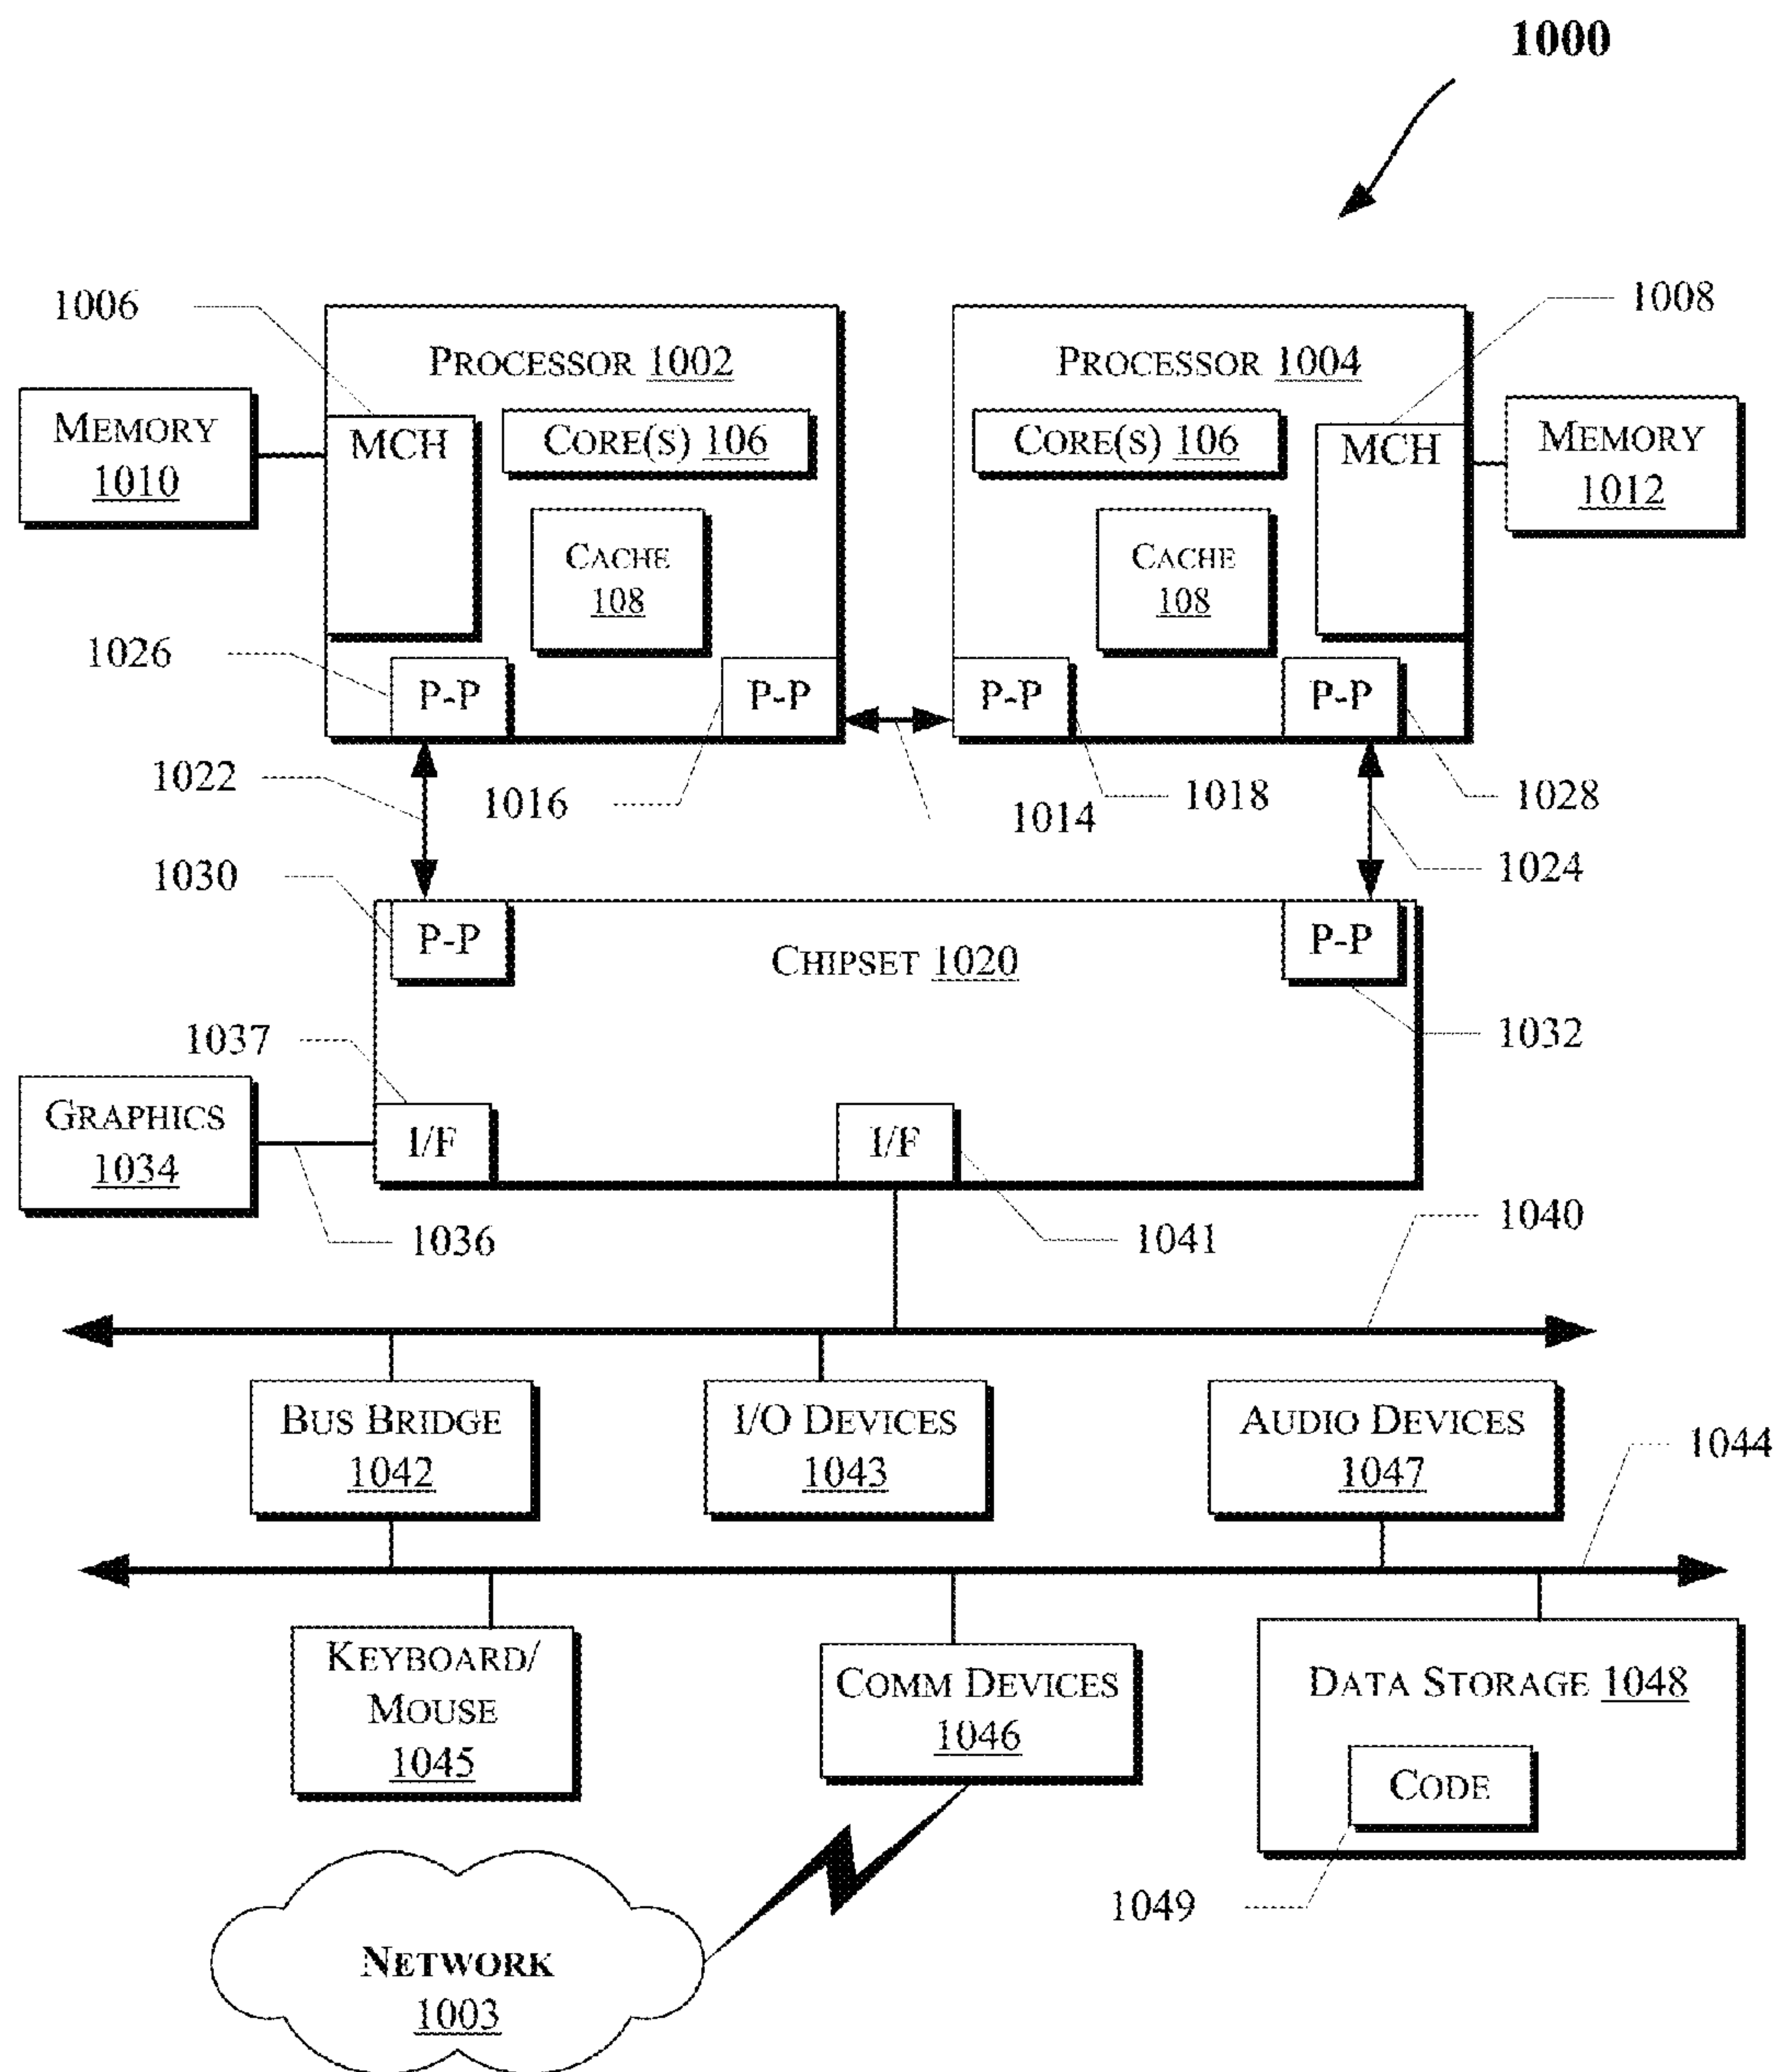 1000
1006
1008
PROCESSOR 1002
PROCESSOR 1004
MEMORY
1010
MCH
CORE(S) 106
CORE(S) 106
MCH
MEMORY
1012
CACHE
108
CACHE
108
1026
P-P
P-P
P-P
P-P
1022
1016
1014
1018
1028
1030
1024
P-P
CHIPSET 1020
P-P
1037
1032
GRAPHICS
1034
I/F
I/F
1036
1041
1040
BUS BRIDGE
1042
I/O DEVICES
1043
AUDIO DEVICES
1047
1044
KEYBOARD/
MOUSE
1045
COMM DEVICES
1046
DATA STORAGE 1048
CODE
1049
NETWORK
1003